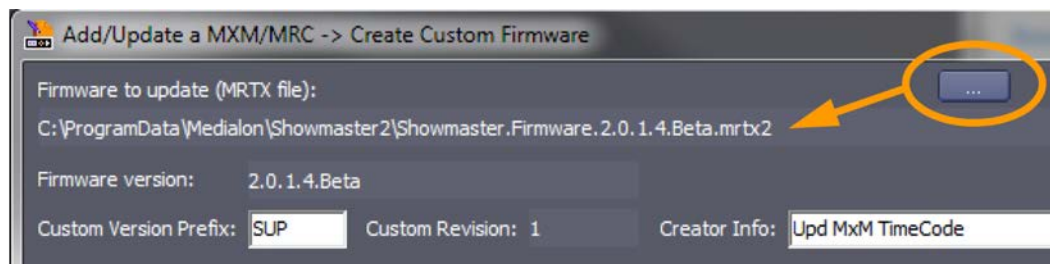 Add/Update a MXM/MRC -> Create Custom Firmware
Firmware to update (MRTX file):
...
C:\ProgramData\Medialon\Showmaster2\Showmaster.Firmware.2.0.1.4.Beta.mrtx2
Firmware version: 2.0.1.4.Beta
Custom Version Prefix: SUP Custom Revision: 1 Creator Info: Upd MxM TimeCode